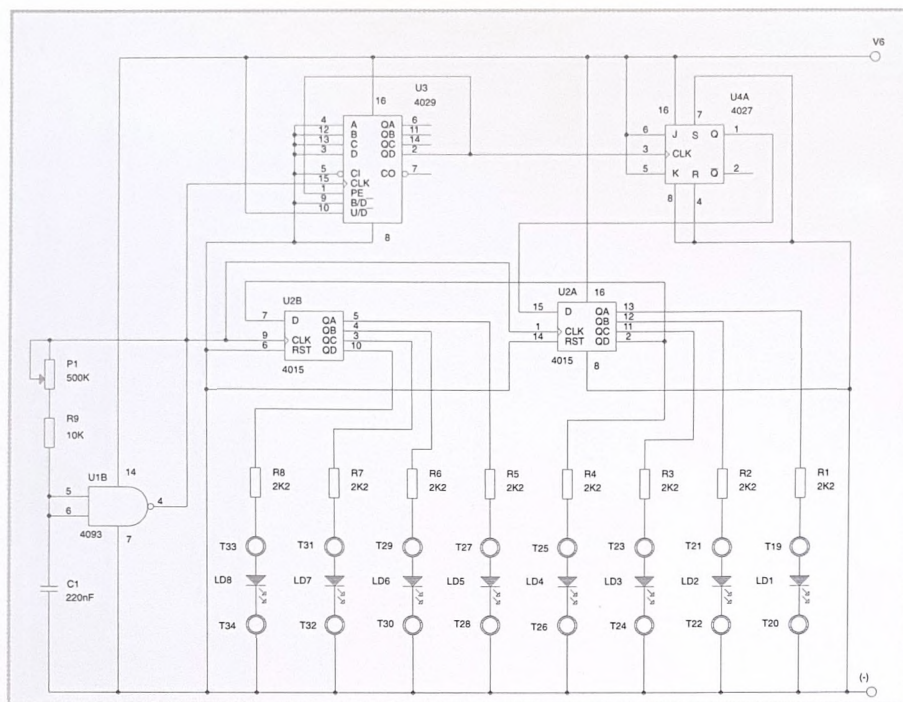 V6
U3
4029
16
4 A QA 6
12 B QB 11
13 C QC 14
3 D QD 2
5 CI CO 7
15 CLK
1 PE
9 B/D
10 U/D
8
U4A
4027
16 7
6 J S Q 1
3 CLK
5 K R Q 2
8 4
U2B
7 D QA 5
QB 4
9 CLK QC 3
6 RST QD 10
4015
U2A
16
15 D QA 13
QB 12
1 CLK QC 11
14 RST QD 2
4015
8
P1
500K
R9
10K
U1B
14
5
6
4
4093
7
C1
220nF
R8 R7 R6 R5 R4 R3 R2 R1
2K2 2K2 2K2 2K2 2K2 2K2 2K2 2K2
T33 T31 T29 T27 T25 T23 T21 T19
LD8 LD7 LD6 LD5 LD4 LD3 LD2 LD1
T34 T32 T30 T28 T26 T24 T22 T20
(-)